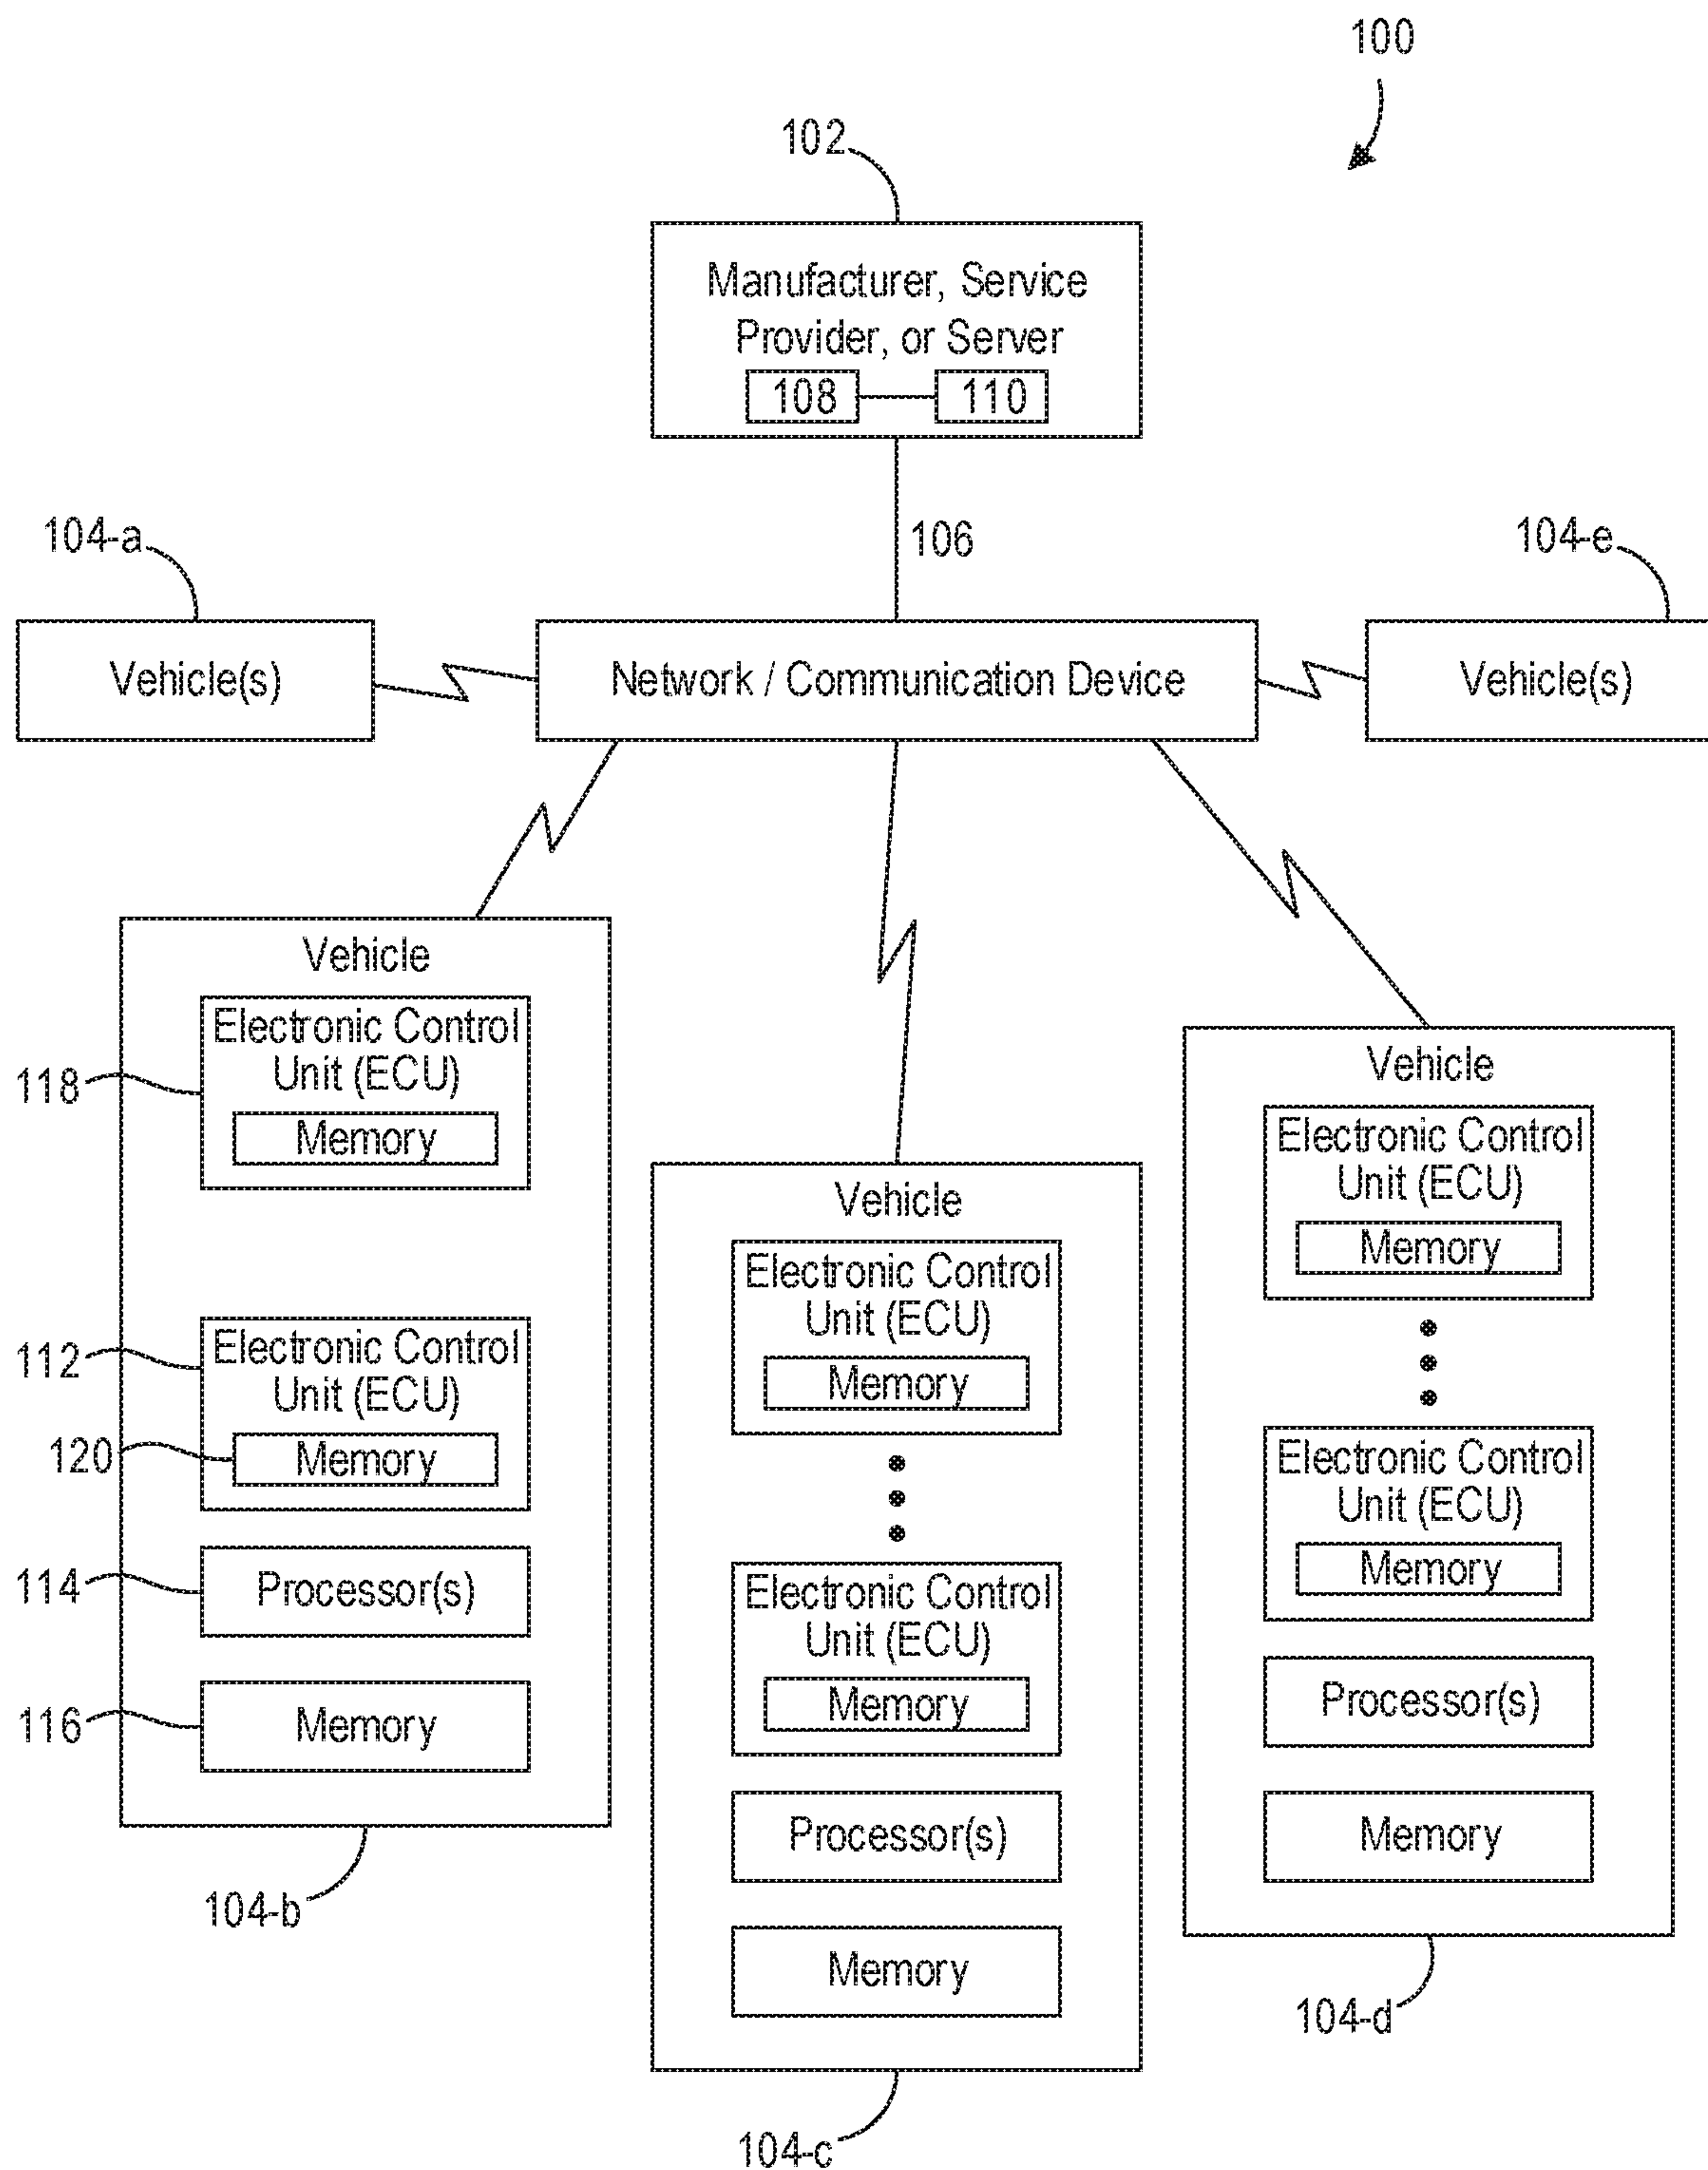 100
102
Manufacturer, Service
Provider, or Server
108
110
106
104-a
104-e
Vehicle(s)
Network / Communication Device
Vehicle(s)
Vehicle
Electronic Control
Unit (ECU)
Memory
118
Electronic Control
Unit (ECU)
Memory
112
120
Processor(s)
114
Memory
116
104-b
Vehicle
Electronic Control
Unit (ECU)
Memory
Electronic Control
Unit (ECU)
Memory
Processor(s)
Memory
104-c
Vehicle
Electronic Control
Unit (ECU)
Memory
Electronic Control
Unit (ECU)
Memory
Processor(s)
Memory
104-d